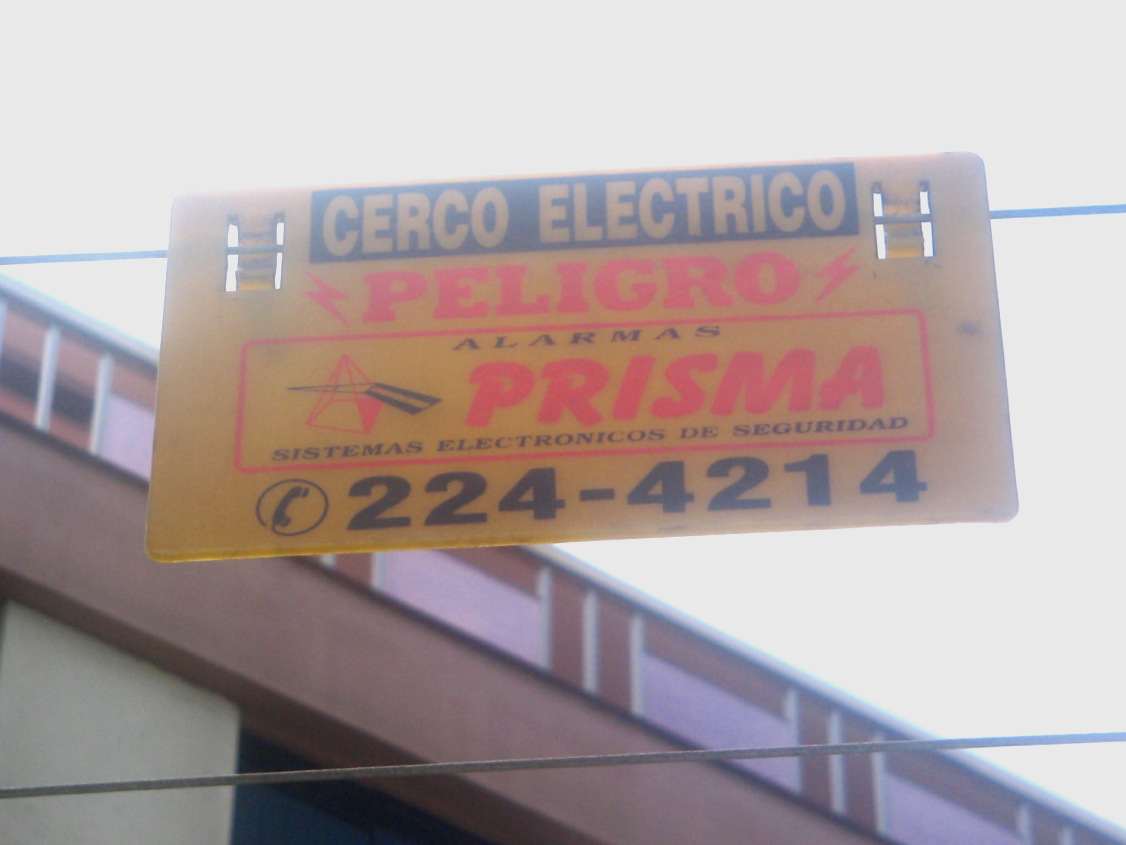 CERCO ELECTRICO
PELIGRO
ALARMAS
PRISMA
SISTEMAS ELECTRONICOS DE SEGURIDAD
224-4214